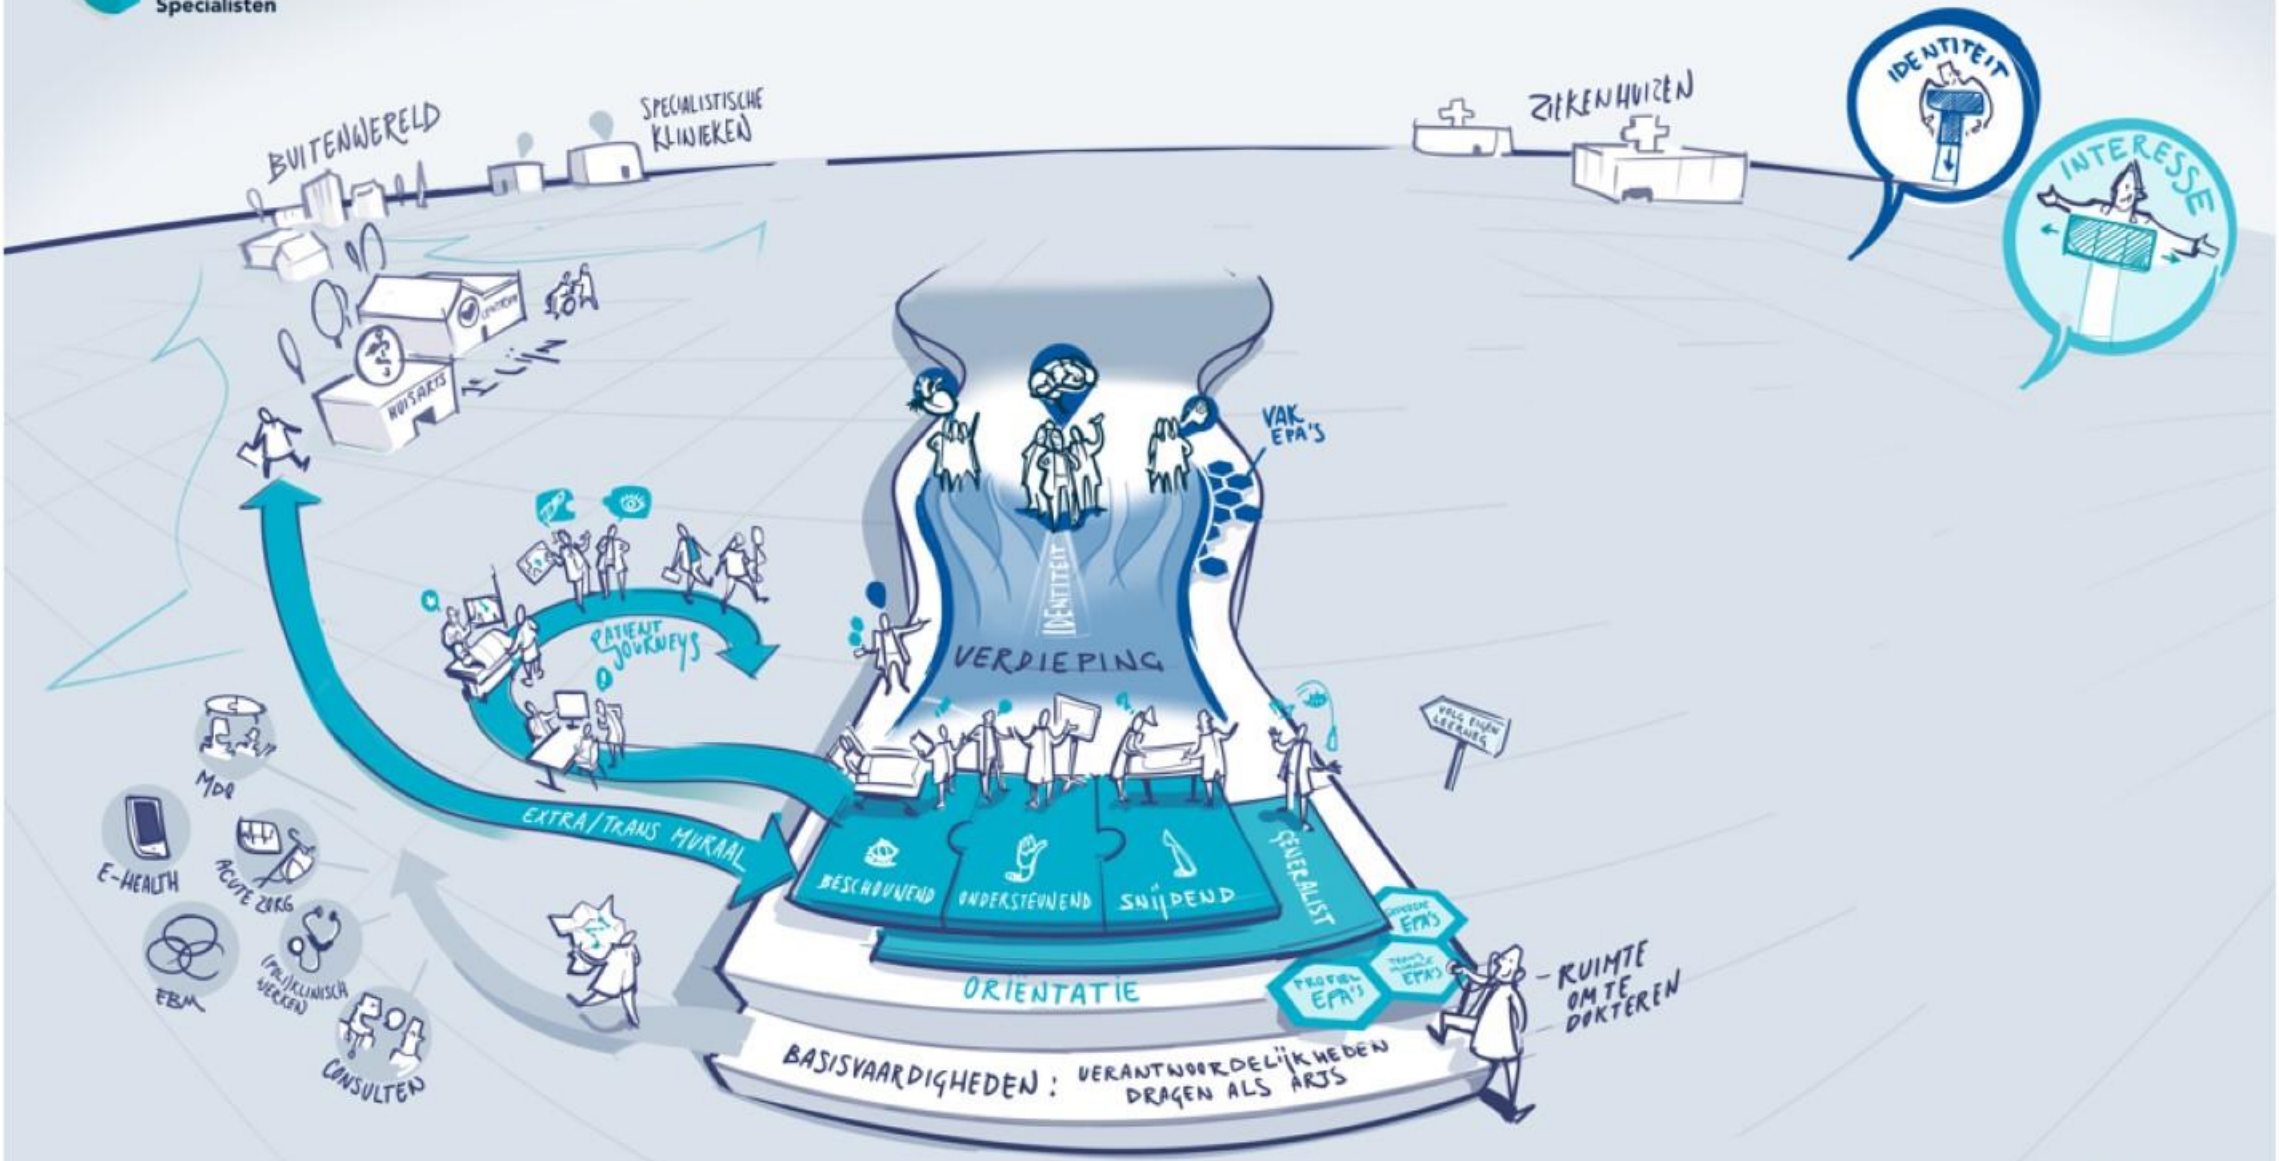 Specialisten
BUITENWERELD
SPECIALISTISCHE
KLINIEKEN
ZIEKENHUIZEN
IDENTITEIT
INTERESSE
CENTRUM
HUISARTS
VAK
EPA'S
IDENTITEIT
VERDIEPING
PATIENT
JOURNEYS
VOLG EIGEN
LEERWEG
MDO
E-HEALTH
ACUTE ZORG
EBM
(POLI)KLINISCH
WERKEN
CONSULTEN
EXTRA/TRANS MURAAL
BESCHOUWEND
ONDERSTEUNEND
SNIJDEND
GENERALIST
EPA'S
TRANS
MURALE
EPA'S
PROFIEL
EPA'S
ORIËNTATIE
- RUIMTE
OM TE
DOKTEREN
BASISVAARDIGHEDEN: VERANTWOORDELIJKHEDEN
DRAGEN ALS ARTS